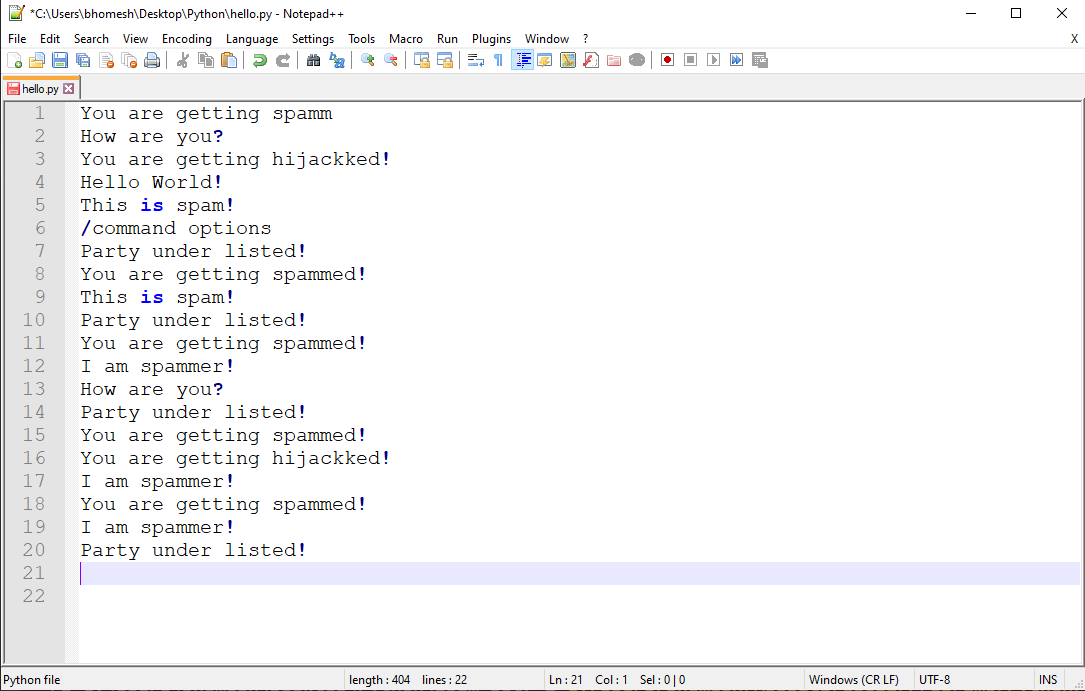 *C:\Users\bhomesh\Desktop\Python\hello.py - Notepad++
File Edit Search View Encoding Language Settings Tools Macro Run Plugins Window ? X
hello.py
1 You are getting spamm
2 How are you?
3 You are getting hijackked!
4 Hello World!
5 This is spam!
6 /command options
7 Party under listed!
8 You are getting spammed!
9 This is spam!
10 Party under listed!
11 You are getting spammed!
12 I am spammer!
13 How are you?
14 Party under listed!
15 You are getting spammed!
16 You are getting hijackked!
17 I am spammer!
18 You are getting spammed!
19 I am spammer!
20 Party under listed!
21
22
Python file length : 404 lines : 22 Ln : 21 Col : 1 Sel : 0 | 0 Windows (CR LF) UTF-8 INS